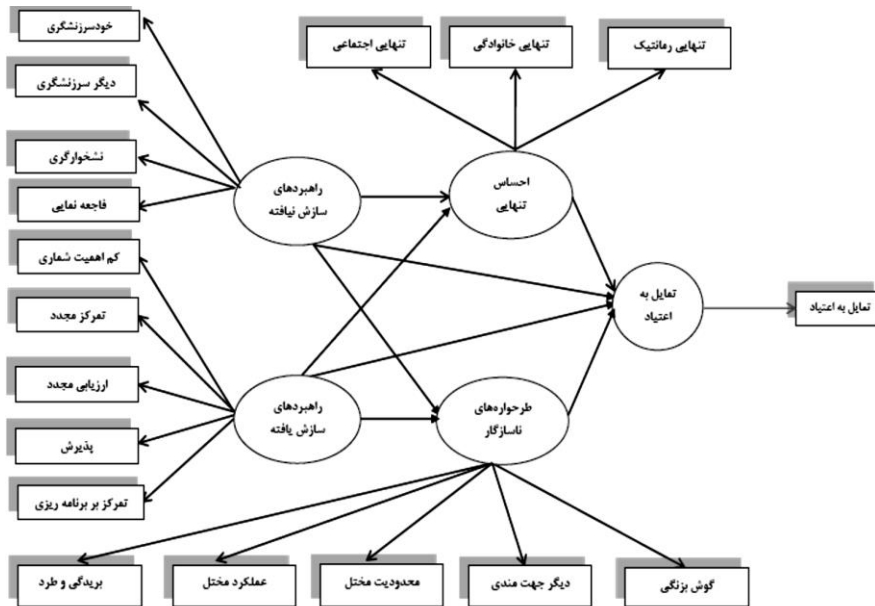 خودسرزنشگری
تنهایی رمانتیک
تنهایی خانوادگی
تنهایی اجتماعی
دیگر سرزنشگری
نشخوارگری
فاجعه نمایی
راهبردهای
سازش نیافته
احساس
تنهایی
کم اهمیت شماری
تمرکز مجدد
تمایل به
اعتیاد
تمایل به اعتیاد
ارزیابی مجدد
پذیرش
تمرکز بر برنامه ریزی
راهبردهای
سازش یافته
طرحواره‌های
ناسازگار
گوش بزنگی
دیگر جهت مندی
محدودیت مختل
عملکرد مختل
بریدگی و طرد